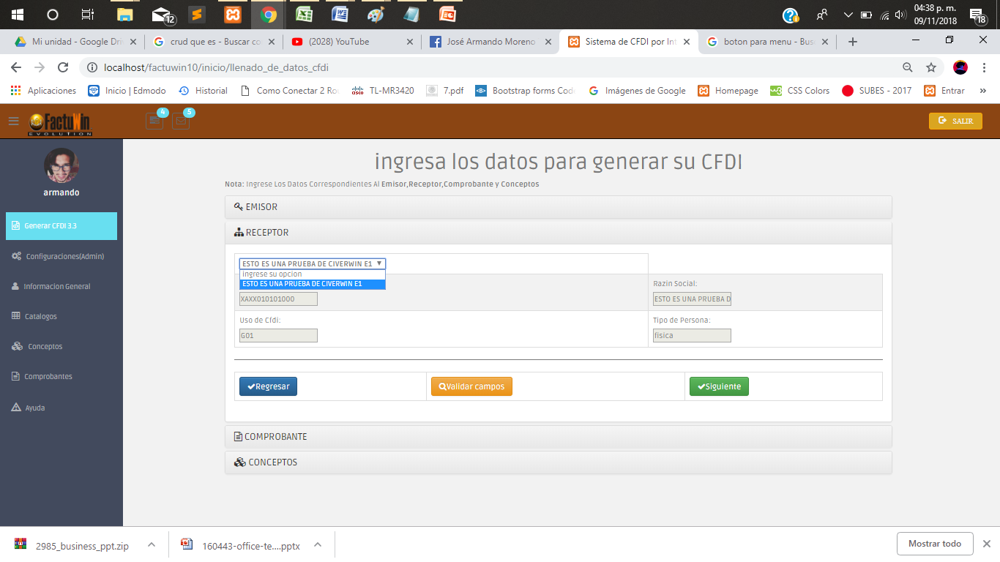 12
04:38 p. m.
09/11/2018
18
Mi unidad - Google Dri
crud que es - Buscar co
(2028) YouTube
José Armando Moreno
Sistema de CFDI por Int
boton para menu - Bus
localhost/factuwin10/inicio/llenado_de_datos_cfdi
Aplicaciones
Inicio | Edmodo
Historial
Como Conectar 2 Rou
TL-MR3420
7.pdf
Bootstrap forms Code
Imágenes de Google
Homepage
CSS Colors
SUBES - 2017
Entrar
»
FactuWin
EVOLUTION
4
5
SALIR
armando
Generar CFDI 3.3
Configuraciones(Admin)
Informacion General
Catalogos
Conceptos
Comprobantes
Ayuda
ingresa los datos para generar su CFDI
Nota: Ingrese Los Datos Correspondientes Al Emisor,Receptor,Comprobante y Conceptos
EMISOR
RECEPTOR
ESTO ES UNA PRUEBA DE CIVERWIN E1
ingrese su opcion
ESTO ES UNA PRUEBA DE CIVERWIN E1
XAXX010101000
Razin Social:
ESTO ES UNA PRUEBA D
Uso de Cfdi:
G01
Tipo de Persona:
fisica
Regresar
Validar campos
Siguiente
COMPROBANTE
CONCEPTOS
2985_business_ppt.zip
160443-office-te....pptx
Mostrar todo